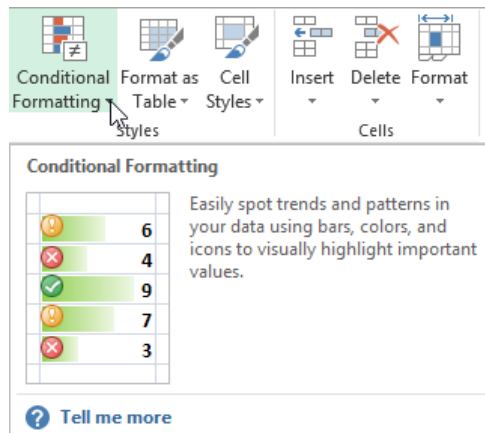 Conditional Format as Cell Insert Delete Format
Formatting Table Styles
Styles Cells
Conditional Formatting
Easily spot trends and patterns in
your data using bars, colors, and
icons to visually highlight important
values.
6
4
9
7
3
Tell me more